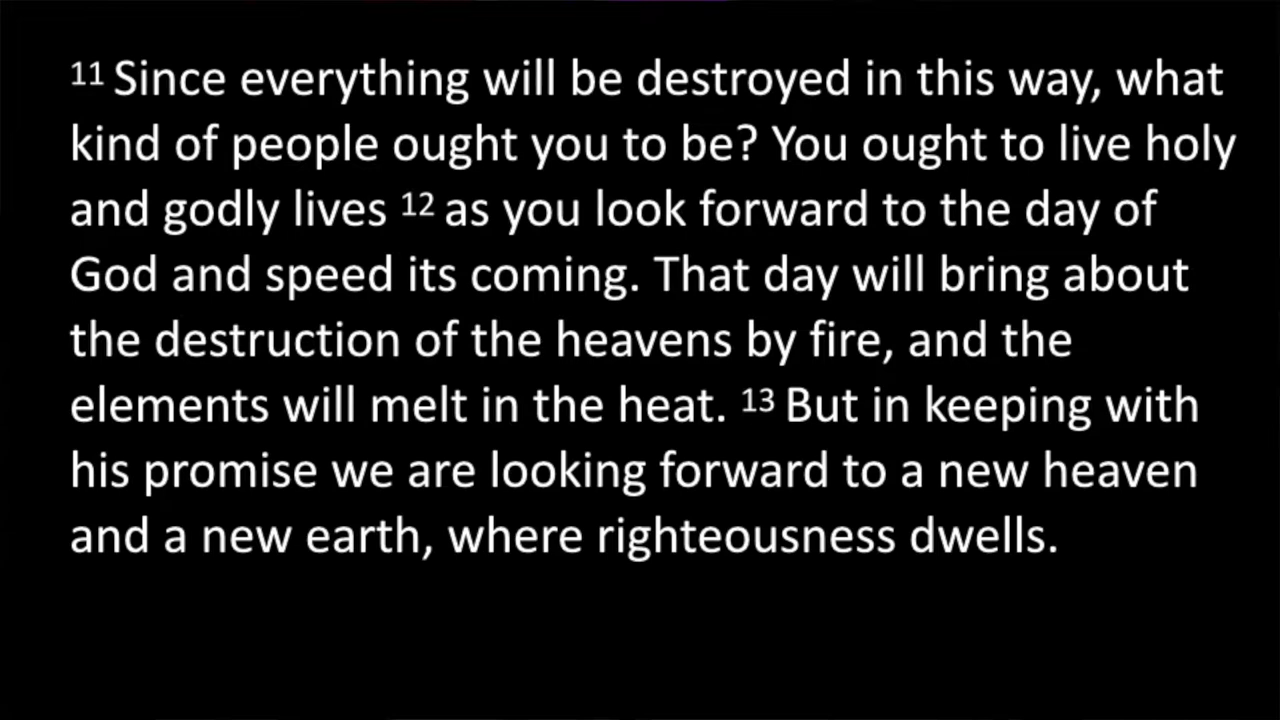 11 Since everything will be destroyed in this way, what
kind of people ought you to be? You ought to live holy
and godly lives 12 as you look forward to the day of
God and speed its coming. That day will bring about
the destruction of the heavens by fire, and the
elements will melt in the heat. 13 But in keeping with
his promise we are looking forward to a new heaven
and a new earth, where righteousness dwells.